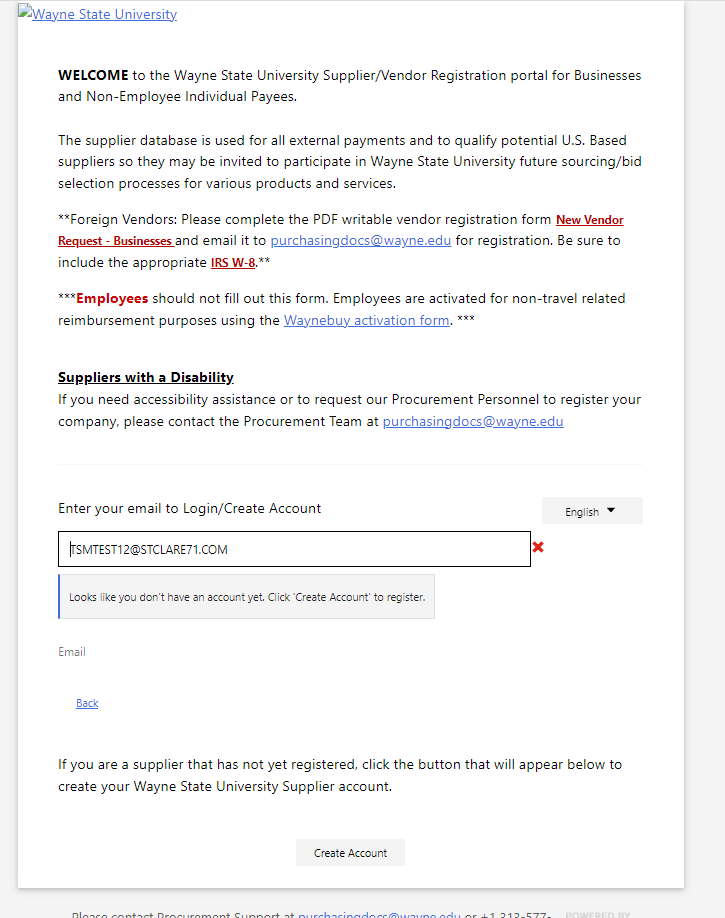 Wayne State University
WELCOME to the Wayne State University Supplier/Vendor Registration portal for Businesses
and Non-Employee Individual Payees.
The supplier database is used for all external payments and to qualify potential U.S. Based
suppliers so they may be invited to participate in Wayne State University future sourcing/bid
selection processes for various products and services.
**Foreign Vendors: Please complete the PDF writable vendor registration form New Vendor
Request - Businesses and email it to purchasingdocs@wayne.edu for registration. Be sure to
include the appropriate IRS W-8.**
***Employees should not fill out this form. Employees are activated for non-travel related
reimbursement purposes using the Waynebuy activation form. ***
Suppliers with a Disability
If you need accessibility assistance or to request our Procurement Personnel to register your
company, please contact the Procurement Team at purchasingdocs@wayne.edu
Enter your email to Login/Create Account
English
TSMTEST12@STCLARE71.COM
Looks like you don't have an account yet. Click 'Create Account' to register.
Email
Back
If you are a supplier that has not yet registered, click the button that will appear below to
create your Wayne State University Supplier account.
Create Account
Please contact Procurement Support at purchasingdocs@wayne.edu or +1 313-577-
POWERED BY